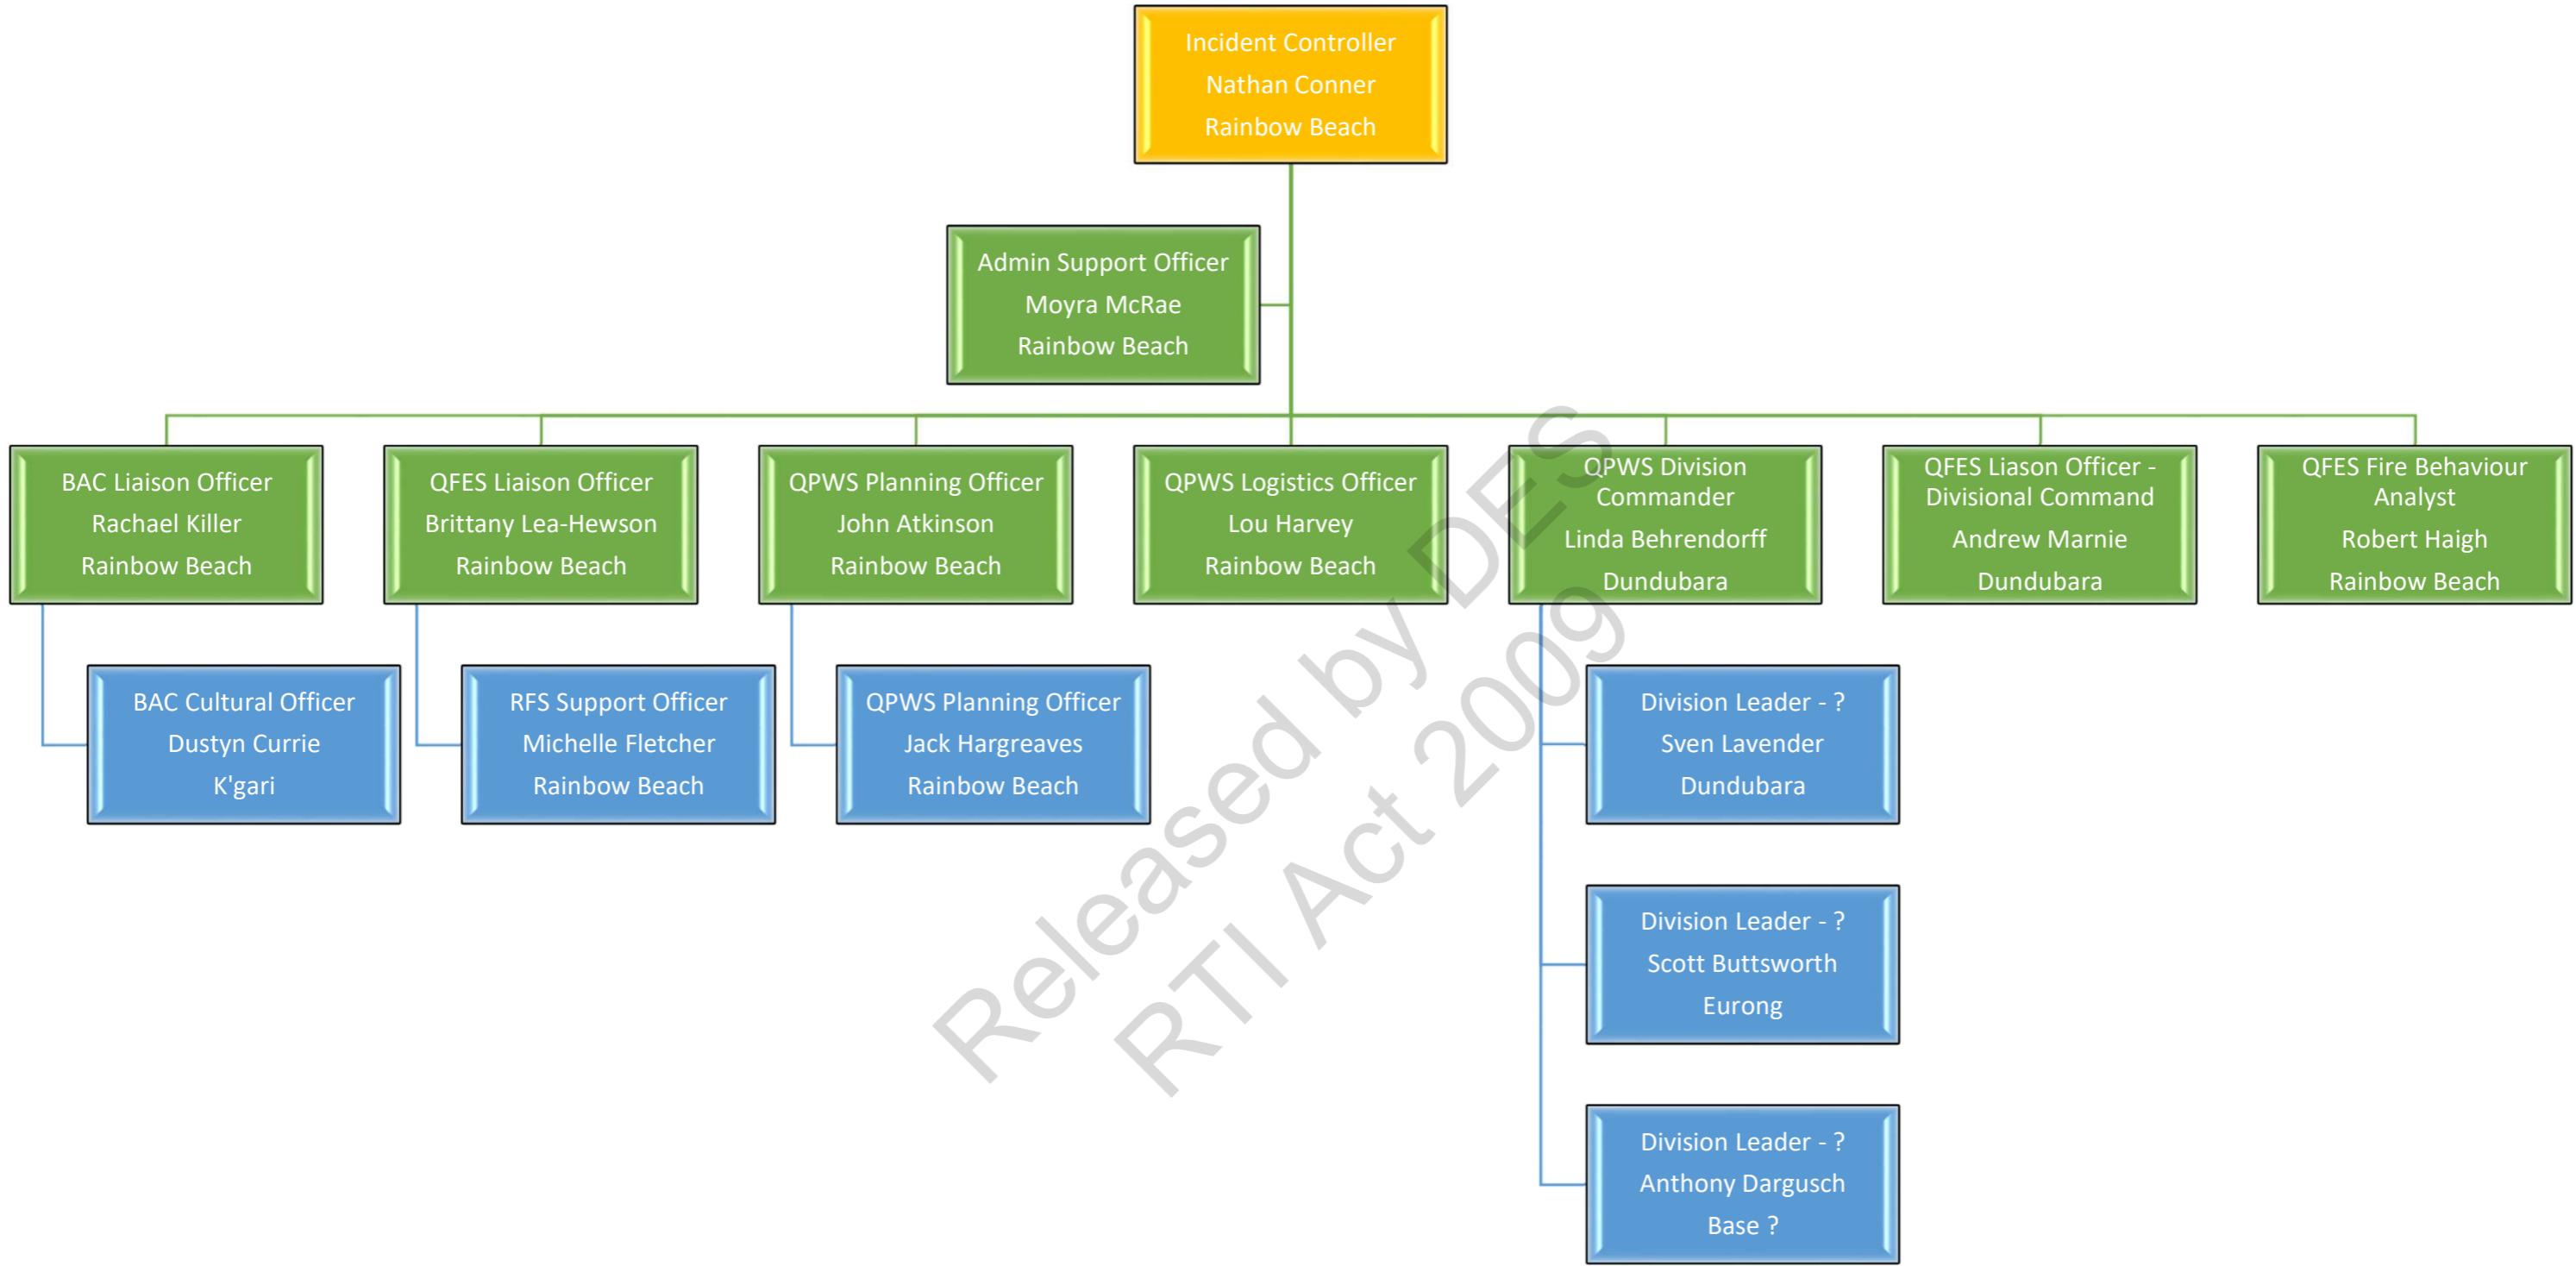 Incident Controller
Nathan Conner
Rainbow Beach
Admin Support Officer
Moyra McRae
Rainbow Beach
BAC Liaison Officer
Rachael Killer
Rainbow Beach
QFES Liaison Officer
Brittany Lea-Hewson
Rainbow Beach
QPWS Planning Officer
John Atkinson
Rainbow Beach
QPWS Logistics Officer
Lou Harvey
Rainbow Beach
QPWS Division
Commander
Linda Behrendorff
Dundubara
QFES Liason Officer -
Divisional Command
Andrew Marnie
Dundubara
QFES Fire Behaviour
Analyst
Robert Haigh
Rainbow Beach
BAC Cultural Officer
Dustyn Currie
K'gari
RFS Support Officer
Michelle Fletcher
Rainbow Beach
QPWS Planning Officer
Jack Hargreaves
Rainbow Beach
Division Leader - ?
Sven Lavender
Dundubara
Division Leader - ?
Scott Buttsworth
Eurong
Division Leader - ?
Anthony Dargusch
Base ?
Released by DES
RTI Act 2009